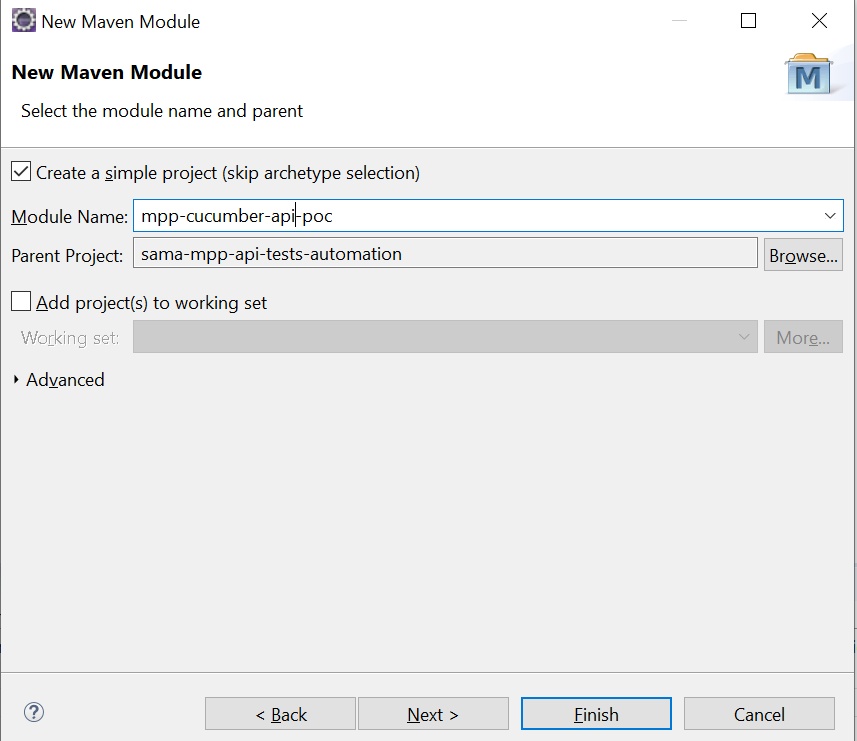 New Maven Module
New Maven Module
M
Select the module name and parent
Create a simple project (skip archetype selection)
Module Name: mpp-cucumber-api-poc
Parent Project: sama-mpp-api-tests-automation Browse...
Add project(s) to working set
Working set: More...
Advanced
? < Back Next > Finish Cancel